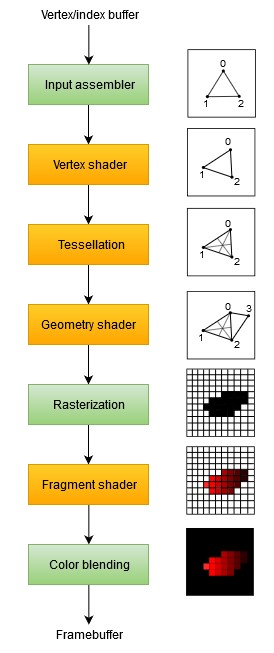 Vertex/index buffer
Input assembler
0
1
2
Vertex shader
0
1
2
Tessellation
0
1
2
Geometry shader
0
3
1
2
Rasterization
Fragment shader
Color blending
Framebuffer